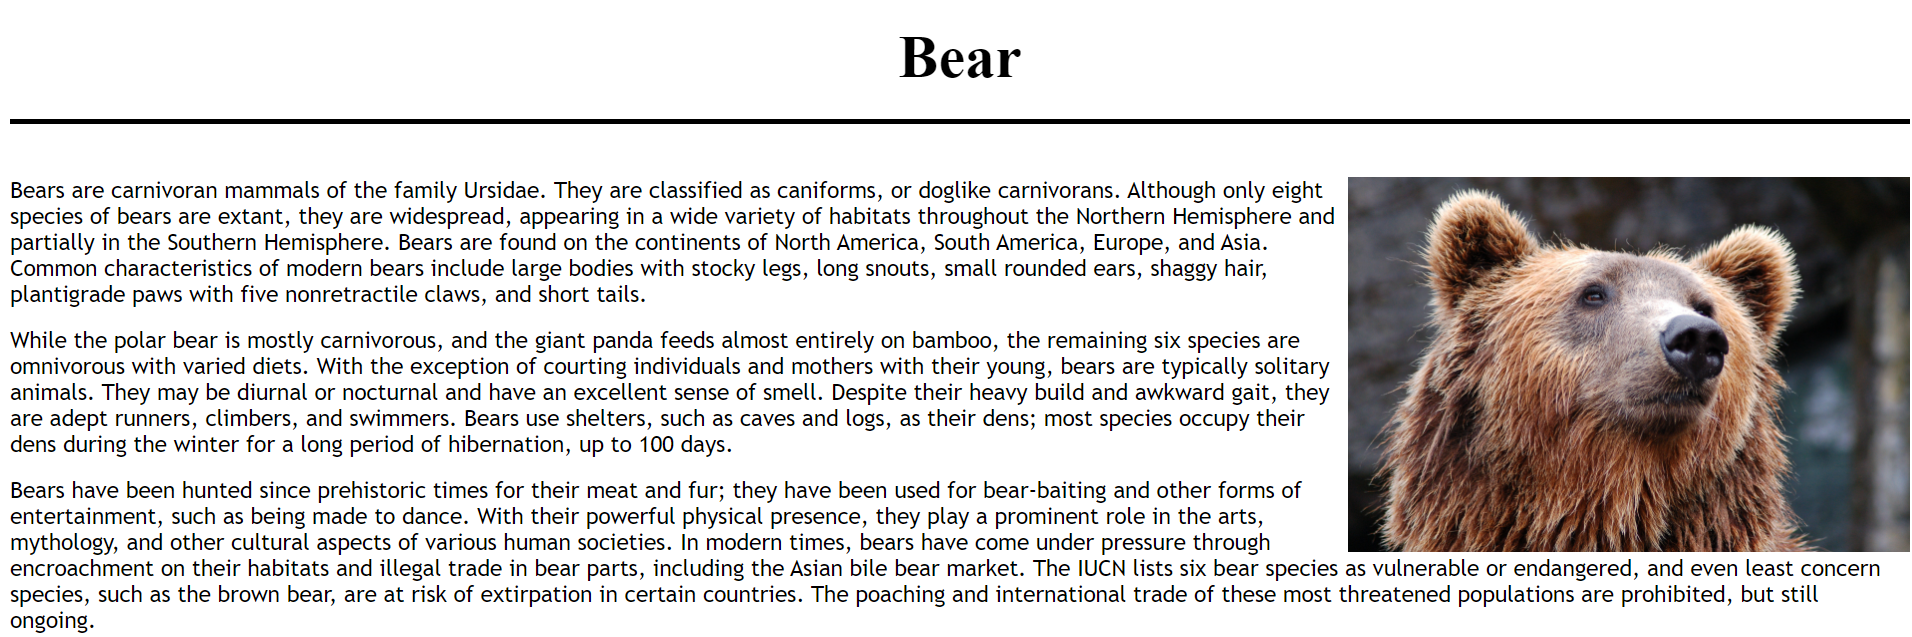 Bear
Bears are carnivoran mammals of the family Ursidae. They are classified as caniforms, or doglike carnivorans. Although only eight
species of bears are extant, they are widespread, appearing in a wide variety of habitats throughout the Northern Hemisphere and
partially in the Southern Hemisphere. Bears are found on the continents of North America, South America, Europe, and Asia.
Common characteristics of modern bears include large bodies with stocky legs, long snouts, small rounded ears, shaggy hair,
plantigrade paws with five nonretractile claws, and short tails.
While the polar bear is mostly carnivorous, and the giant panda feeds almost entirely on bamboo, the remaining six species are
omnivorous with varied diets. With the exception of courting individuals and mothers with their young, bears are typically solitary
animals. They may be diurnal or nocturnal and have an excellent sense of smell. Despite their heavy build and awkward gait, they
are adept runners, climbers, and swimmers. Bears use shelters, such as caves and logs, as their dens; most species occupy their
dens during the winter for a long period of hibernation, up to 100 days.
Bears have been hunted since prehistoric times for their meat and fur; they have been used for bear-baiting and other forms of
entertainment, such as being made to dance. With their powerful physical presence, they play a prominent role in the arts,
mythology, and other cultural aspects of various human societies. In modern times, bears have come under pressure through
encroachment on their habitats and illegal trade in bear parts, including the Asian bile bear market. The IUCN lists six bear species as vulnerable or endangered, and even least concern
species, such as the brown bear, are at risk of extirpation in certain countries. The poaching and international trade of these most threatened populations are prohibited, but still
ongoing.